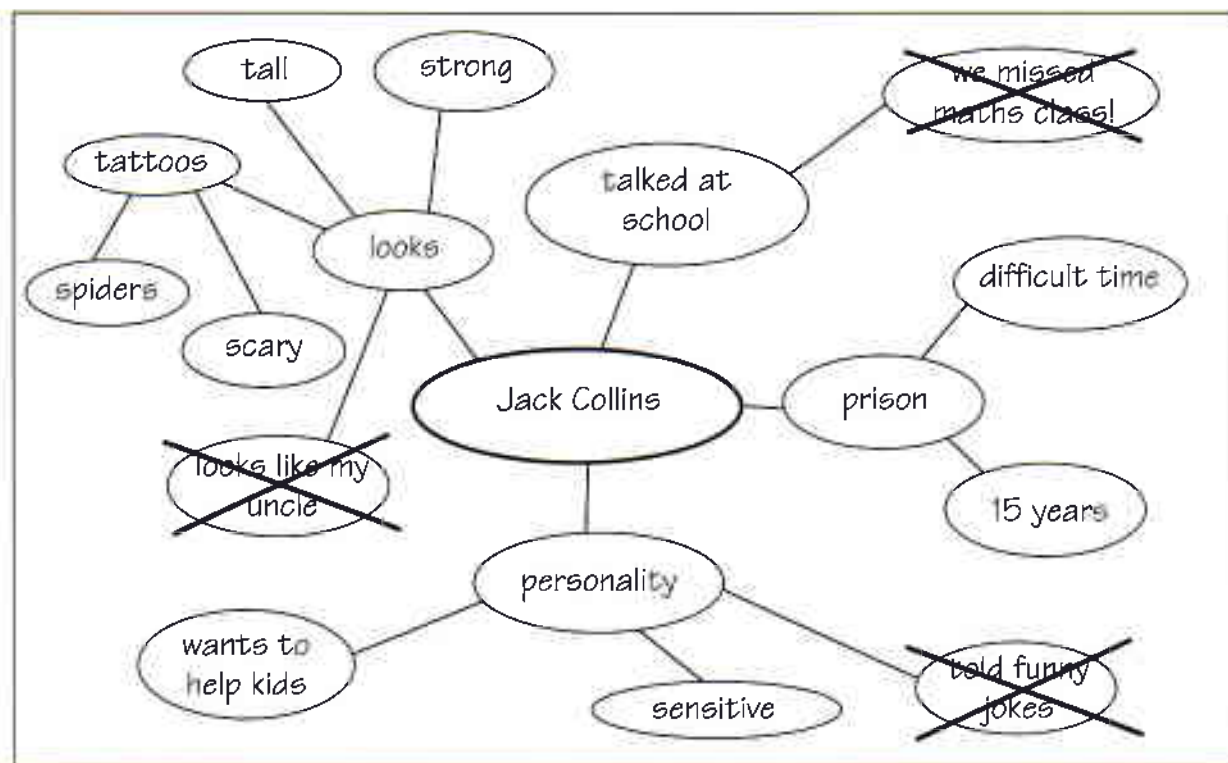 tall
strong
we missed
maths class!
tattoos
talked at
school
looks
spiders
scary
difficult time
Jack Collins
prison
looks like my
uncle
15 years
personality
wants to
help kids
sensitive
told funny
jokes